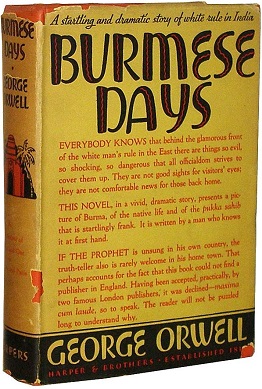 BURMESE
DAYS
by
GEORGE
ORWELL
HARPERS
A startling and dramatic story of white rule in India
BURMESE
DAYS
EVERYBODY KNOWS that behind the glamorous front
of the white man's rule in the East there are things so evil,
so shocking, so dangerous that all officialdom strives to
cover them up. They are not good sights for visitors' eyes;
they are not comfortable news for those back home.
THIS NOVEL, in a vivid, dramatic story, presents a pic-
ture of Burma, of the native life and of the pukka sahib
that is startlingly frank. It is written by a man who knows
it at first hand.
IF THE PROPHET is unsung in his own country, the
truth-teller also is rarely welcome in his home town. That
perhaps accounts for the fact that this book could not find a
publisher in England. Having been accepted, practically, by
two famous London publishers, it was declined—maxima
cum laude, so to speak. The reader will not be puzzled
long to understand why.
GEORGE ORWELL
HARPER & BROTHERS · ESTABLISHED